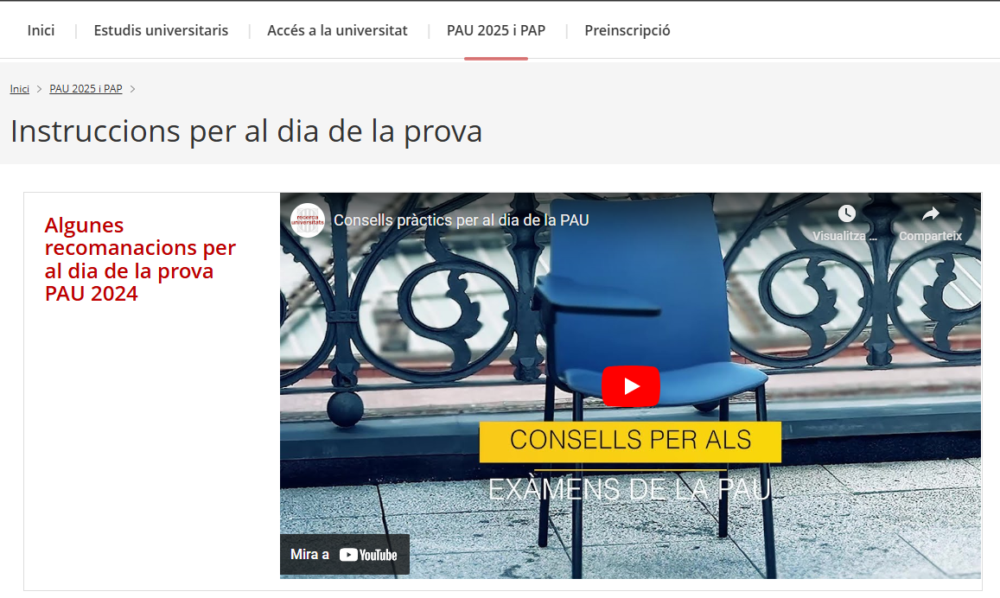 Inici
Estudis universitaris
Accés a la universitat
PAU 2025 i PAP
Preinscripció
Inici > PAU 2025 i PAP >
Instruccions per al dia de la prova
Algunes
recomanacions per
al dia de la prova
PAU 2024
recerca
universitats
Consells pràctics per al dia de la PAU
Visualitza ...
Comparteix
CONSELLS PER ALS
EXÀMENS DE LA PAU
Mira a YouTube